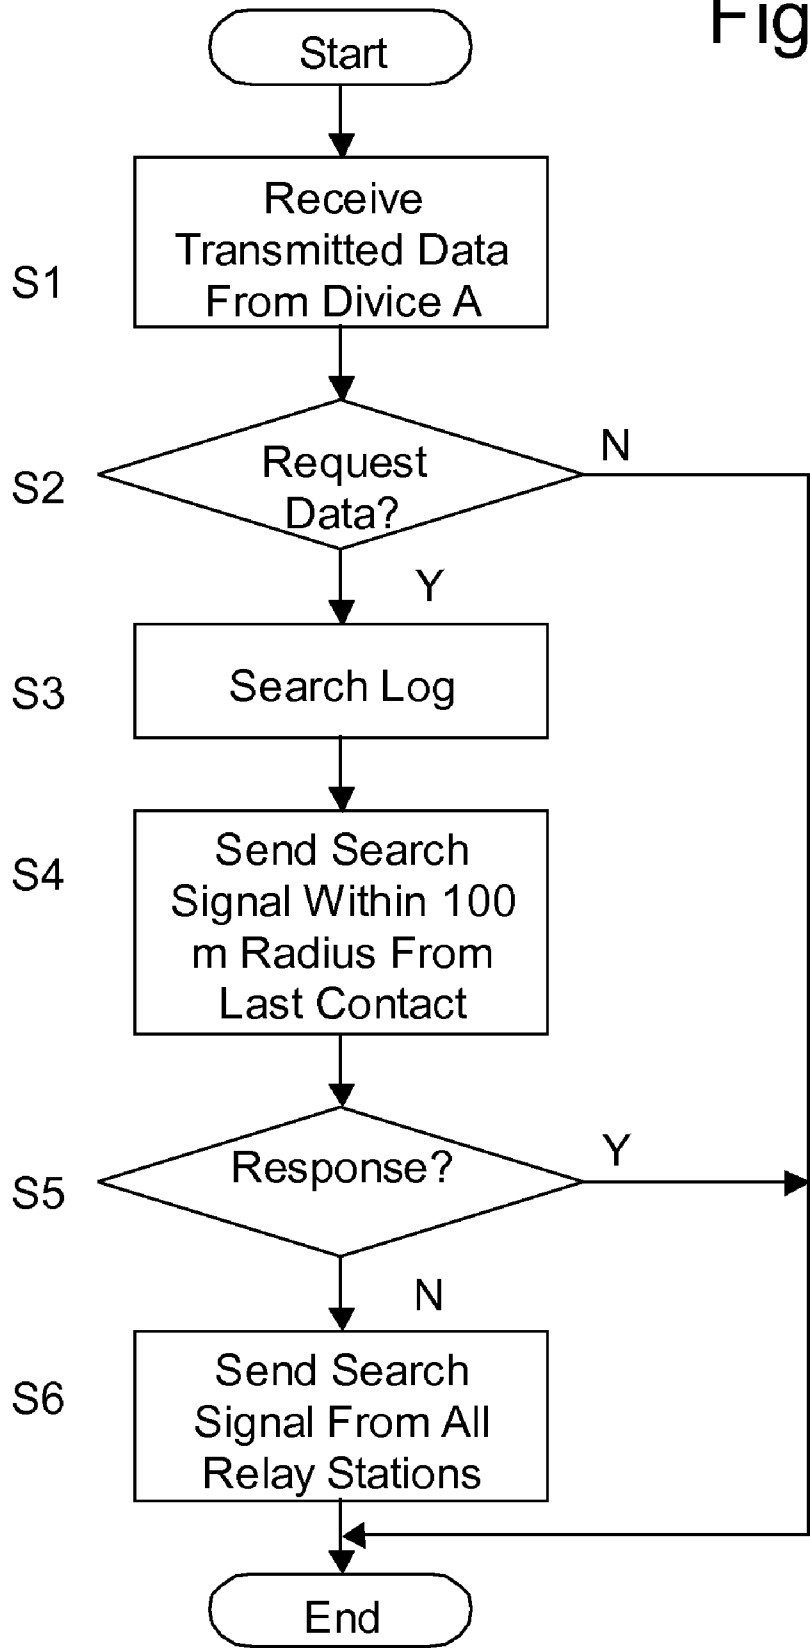 Fig
Start
S1
Receive
Transmitted Data
From Divice A
S2
Request
Data?
N
Y
S3
Search Log
S4
Send Search
Signal Within 100
m Radius From
Last Contact
S5
Response?
Y
N
S6
Send Search
Signal From All
Relay Stations
End